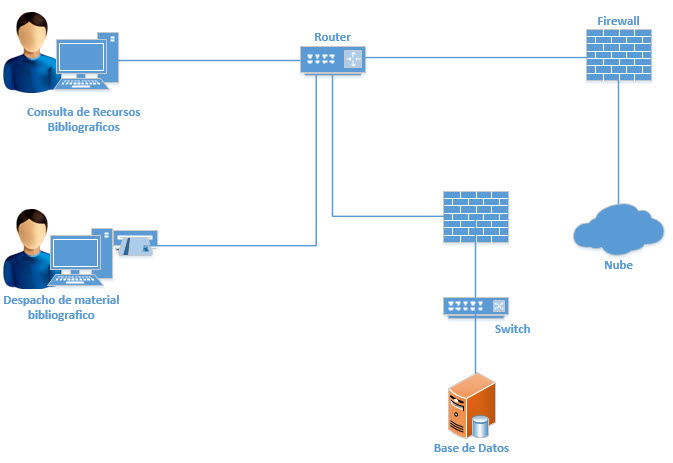 Router
Firewall
Consulta de Recursos
Bibliograficos
Despacho de material
bibliografico
Nube
Switch
Base de Datos